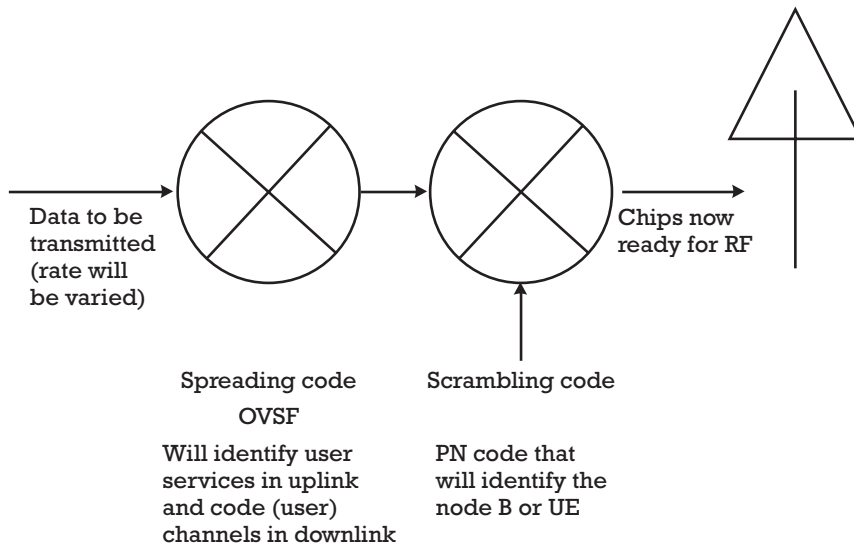 Data to be
transmitted
(rate will
be varied)
Chips now
ready for RF
Spreading code
OVSF
Will identify user
services in uplink
and code (user)
channels in downlink
Scrambling code
PN code that
will identify the
node B or UE